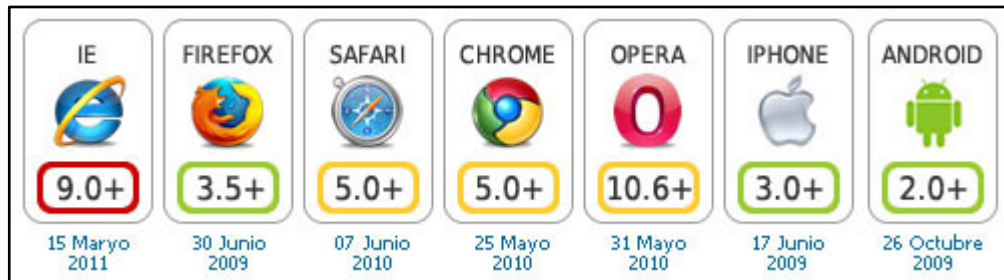 IE FIREFOX SAFARI CHROME OPERA IPHONE ANDROID
9.0+ 3.5+ 5.0+ 5.0+ 10.6+ 3.0+ 2.0+
15 Maryo 30 Junio 07 Junio 25 Mayo 31 Mayo 17 Junio 26 Octubre
2011 2009 2010 2010 2010 2009 2009